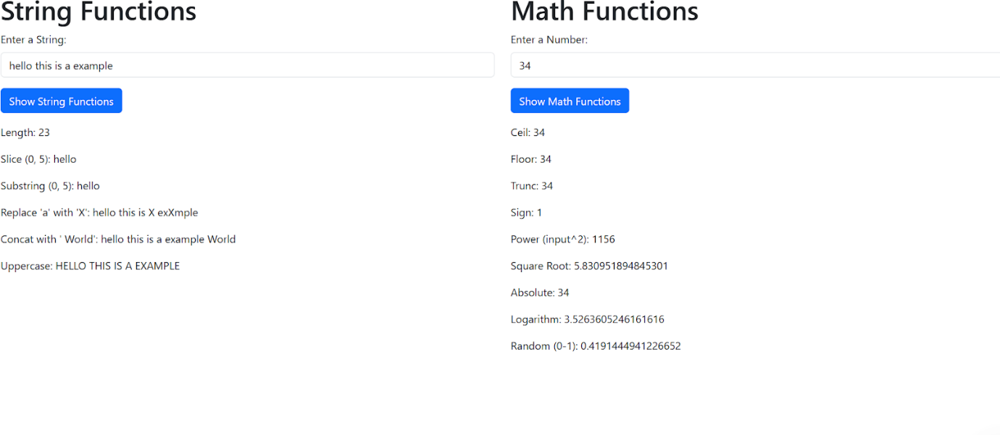 String Functions
Enter a String:
hello this is a example
Show String Functions
Length: 23
Slice (0, 5): hello
Substring (0, 5): hello
Replace 'a' with 'X': hello this is X exXmple
Concat with ' World': hello this is a example World
Uppercase: HELLO THIS IS A EXAMPLE
Math Functions
Enter a Number:
34
Show Math Functions
Ceil: 34
Floor: 34
Trunc: 34
Sign: 1
Power (input^2): 1156
Square Root: 5.830951894845301
Absolute: 34
Logarithm: 3.5263605246161616
Random (0-1): 0.4191444941226652